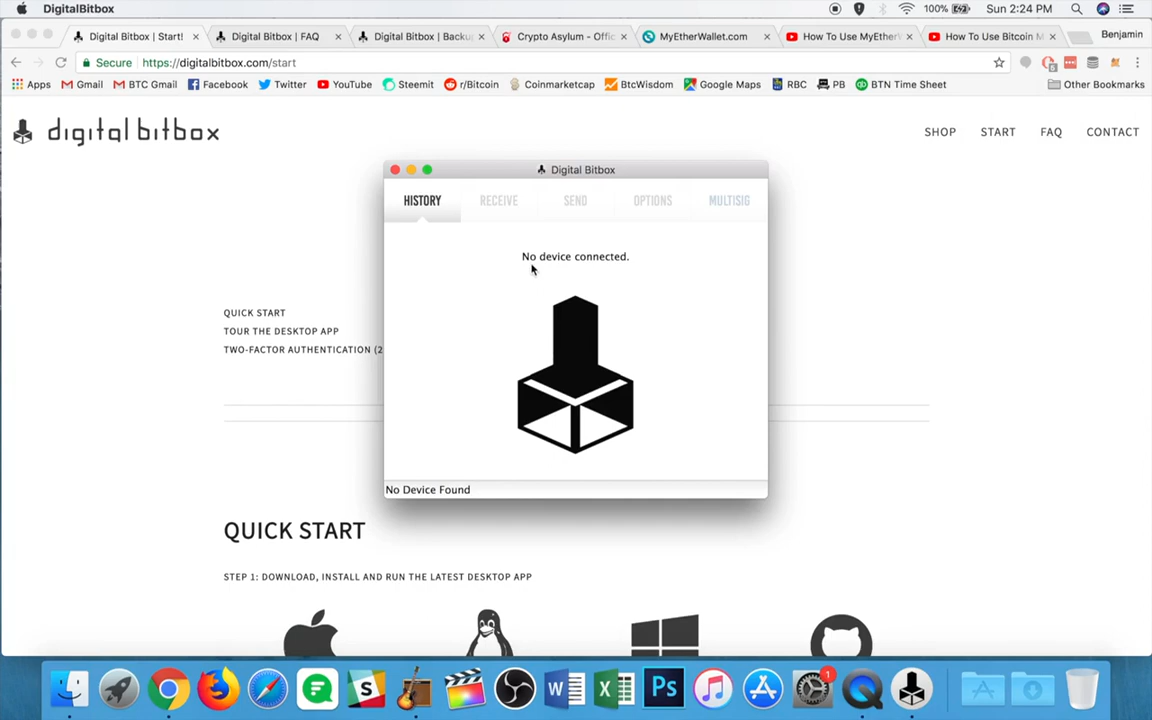 DigitalBitbox
100%
Sun 2:24 PM
Digital Bitbox | Start!
Digital Bitbox | FAQ
Digital Bitbox | Backu
Crypto Asylum - Offic
MyEtherWallet.com
How To Use MyEtherW
How To Use Bitcoin M
Benjamin
Secure
https://digitalbitbox.com/start
Apps
Gmail
BTC Gmail
Facebook
Twitter
YouTube
Steemit
r/Bitcoin
Coinmarketcap
BtcWisdom
Google Maps
RBC
PB
BTN Time Sheet
Other Bookmarks
digital bitbox
SHOP
START
FAQ
CONTACT
Digital Bitbox
HISTORY
RECEIVE
SEND
OPTIONS
MULTISIG
No device connected.
QUICK START
TOUR THE DESKTOP APP
TWO-FACTOR AUTHENTICATION (2
No Device Found
QUICK START
STEP 1: DOWNLOAD, INSTALL AND RUN THE LATEST DESKTOP APP
S
W
X
Ps
1